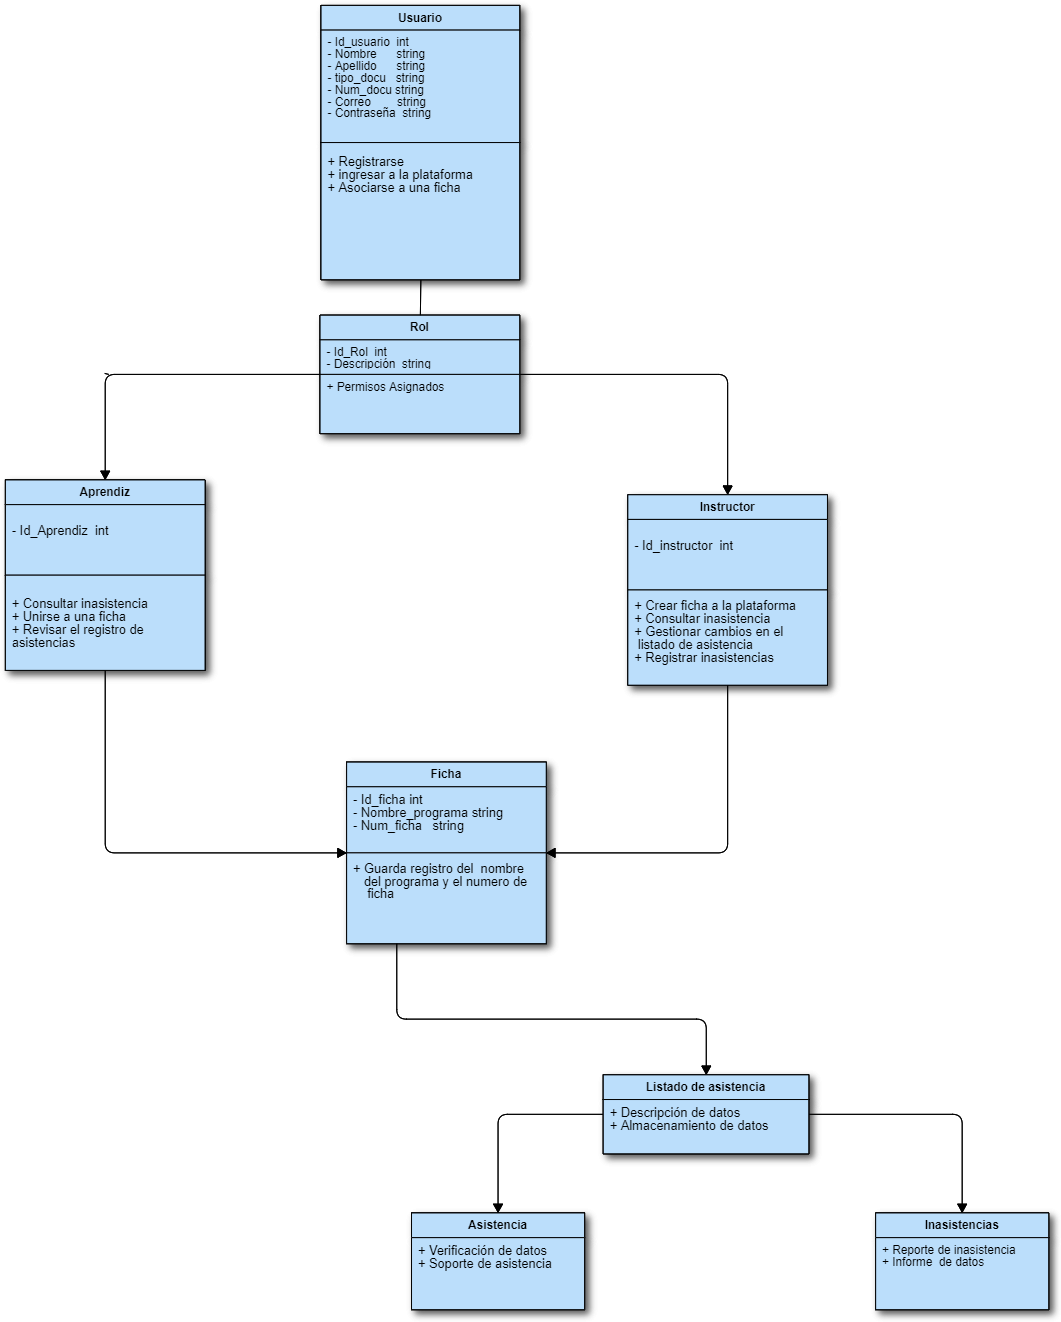 Usuario
- Id_usuario int
- Nombre string
- Apellido string
- tipo_docu string
- Num_docu string
- Correo string
- Contraseña string
+ Registrarse
+ ingresar a la plataforma
+ Asociarse a una ficha
Rol
- Id_Rol int
- Descripción string
+ Permisos Asignados
Aprendiz
- Id_Aprendiz int
+ Consultar inasistencia
+ Unirse a una ficha
+ Revisar el registro de
asistencias
Instructor
- Id_instructor int
+ Crear ficha a la plataforma
+ Consultar inasistencia
+ Gestionar cambios en el
listado de asistencia
+ Registrar inasistencias
Ficha
- Id_ficha int
- Nombre_programa string
- Num_ficha string
+ Guarda registro del nombre
del programa y el numero de
ficha
Listado de asistencia
+ Descripción de datos
+ Almacenamiento de datos
Asistencia
+ Verificación de datos
+ Soporte de asistencia
Inasistencias
+ Reporte de inasistencia
+ Informe de datos